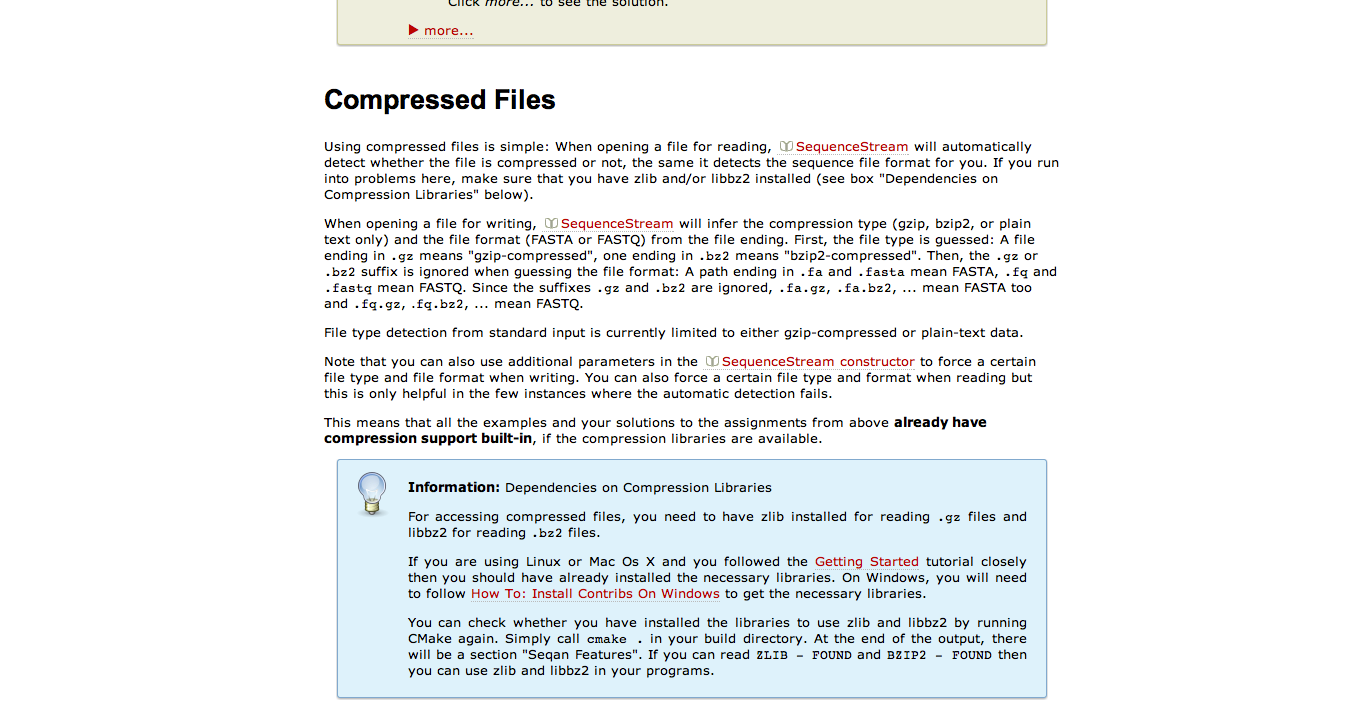 Click more... to see the solution.
▶ more...
Compressed Files
Using compressed files is simple: When opening a file for reading, SequenceStream will automatically
detect whether the file is compressed or not, the same it detects the sequence file format for you. If you run
into problems here, make sure that you have zlib and/or libbz2 installed (see box "Dependencies on
Compression Libraries" below).
When opening a file for writing, SequenceStream will infer the compression type (gzip, bzip2, or plain
text only) and the file format (FASTA or FASTQ) from the file ending. First, the file type is guessed: A file
ending in .gz means "gzip-compressed", one ending in .bz2 means "bzip2-compressed". Then, the .gz or
.bz2 suffix is ignored when guessing the file format: A path ending in .fa and .fasta mean FASTA, .fq and
.fastq mean FASTQ. Since the suffixes .gz and .bz2 are ignored, .fa.gz, .fa.bz2, ... mean FASTA too
and .fq.gz, .fq.bz2, ... mean FASTQ.
File type detection from standard input is currently limited to either gzip-compressed or plain-text data.
Note that you can also use additional parameters in the SequenceStream constructor to force a certain
file type and file format when writing. You can also force a certain file type and format when reading but
this is only helpful in the few instances where the automatic detection fails.
This means that all the examples and your solutions to the assignments from above already have
compression support built-in, if the compression libraries are available.
Information: Dependencies on Compression Libraries
For accessing compressed files, you need to have zlib installed for reading .gz files and
libbz2 for reading .bz2 files.
If you are using Linux or Mac Os X and you followed the Getting Started tutorial closely
then you should have already installed the necessary libraries. On Windows, you will need
to follow How To: Install Contribs On Windows to get the necessary libraries.
You can check whether you have installed the libraries to use zlib and libbz2 by running
CMake again. Simply call cmake . in your build directory. At the end of the output, there
will be a section "Seqan Features". If you can read ZLIB - FOUND and BZIP2 - FOUND then
you can use zlib and libbz2 in your programs.